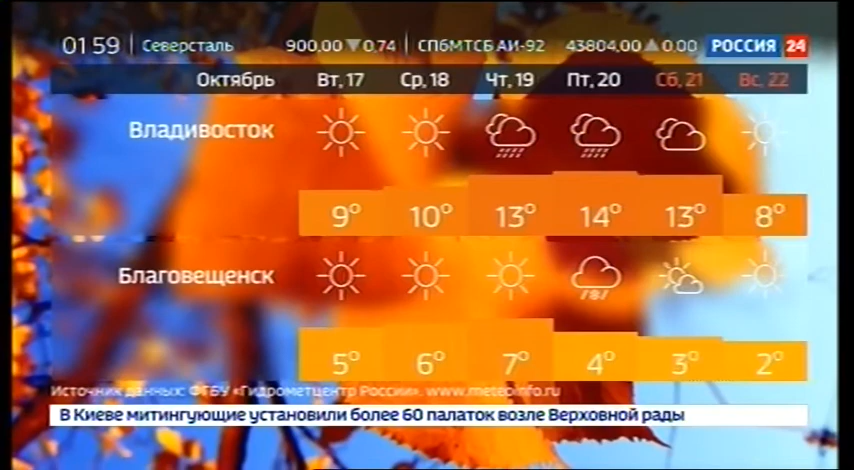 01:59 Северсталь 900,00▼0,74 СПбМТСБ АИ-92 43804,00▲0,00 РОССИЯ 24
Октябрь Вт, 17 Ср, 18 Чт, 19 Пт, 20 Сб, 21 Вс, 22
Владивосток
9° 10° 13° 14° 13° 8°
Благовещенск
5° 6° 7° 4° 3° 2°
Источник данных: ФГБУ «Гидрометцентр России». www.meteoinfo.ru
В Киеве митингующие установили более 60 палаток возле Верховной рады